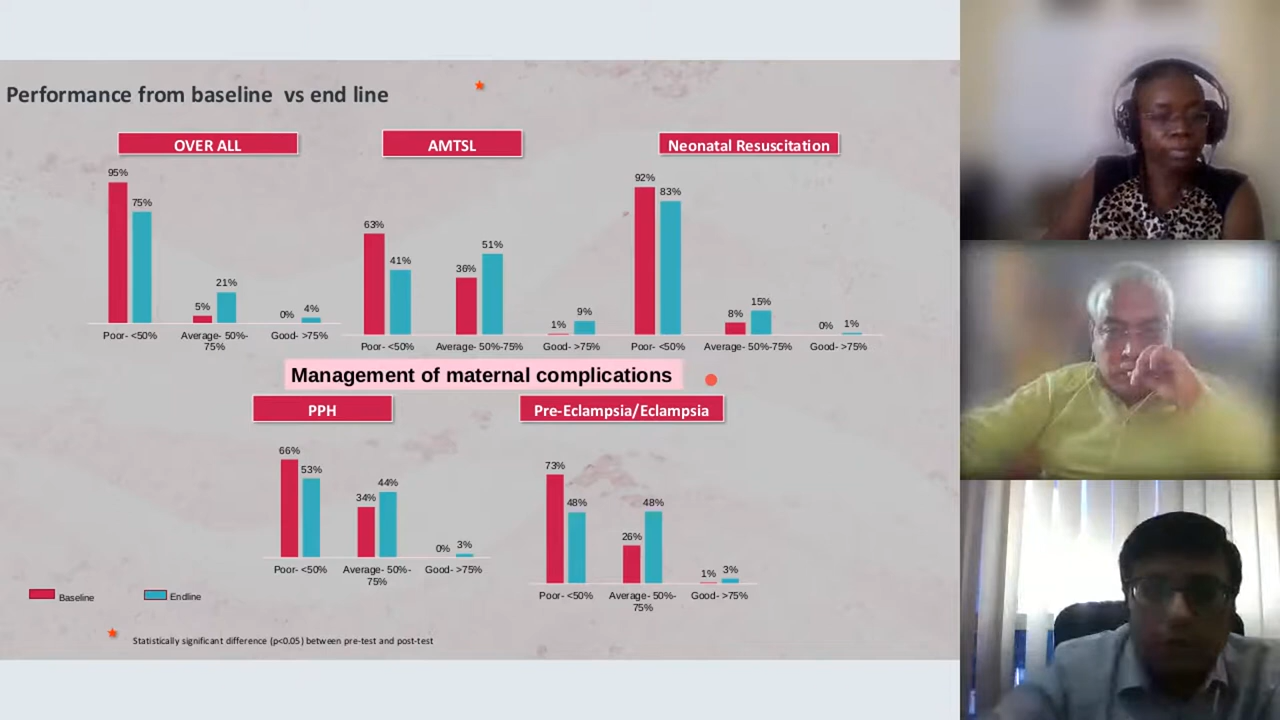 Performance from baseline  vs end line
OVER ALL
95%
75%
5%
21%
0%
4%
Poor- <50%
Average- 50%-
75%
Good- >75%
AMTSL
63%
41%
36%
51%
1%
9%
Poor- <50%
Average- 50%-75%
Good- >75%
Neonatal Resuscitation
92%
83%
8%
15%
0%
1%
Poor- <50%
Average- 50%-75%
Good- >75%
Management of maternal complications
PPH
66%
53%
34%
44%
0%
3%
Poor- <50%
Average- 50%-
75%
Good- >75%
Pre-Eclampsia/Eclampsia
73%
48%
26%
48%
1%
3%
Poor- <50%
Average- 50%-
75%
Good- >75%
Baseline
Endline
Statistically significant difference (p<0.05) between pre-test and post-test